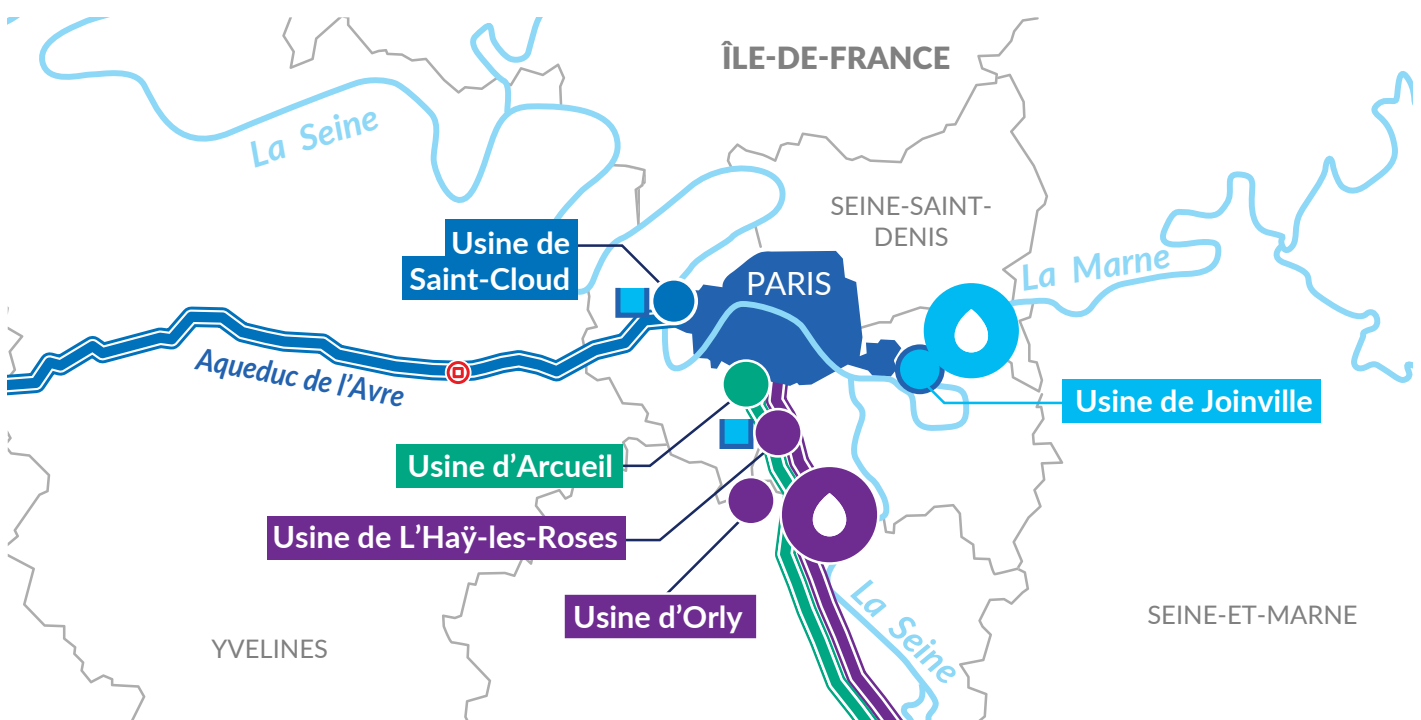 ÎLE-DE-FRANCE
La Seine
SEINE-SAINT-
DENIS
Usine de
Saint-Cloud
La Marne
PARIS
Aqueduc de l'Avre
Usine de Joinville
Usine d'Arcueil
Usine de L'Haÿ-les-Roses
Usine d'Orly
La Seine
SEINE-ET-MARNE
YVELINES